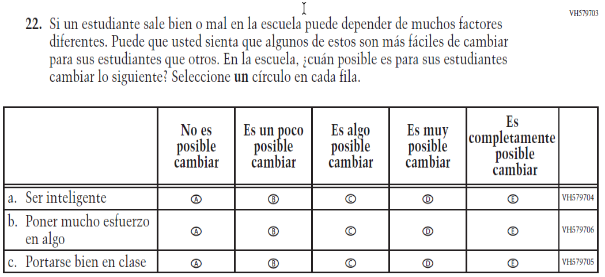 VH579703
22. Si un estudiante sale bien o mal en la escuela puede depender de muchos factores
diferentes. Puede que usted sienta que algunos de estos son más fáciles de cambiar
para sus estudiantes que otros. En la escuela, ¿cuán posible es para sus estudiantes
cambiar lo siguiente? Seleccione un círculo en cada fila.
No es
posible
cambiar
Es un poco
posible
cambiar
Es algo
posible
cambiar
Es muy
posible
cambiar
Es
completamente
posible
cambiar
a. Ser inteligente A B C D E VH579704
b. Poner mucho esfuerzo
en algo A B C D E VH579706
c. Portarse bien en clase A B C D E VH579705